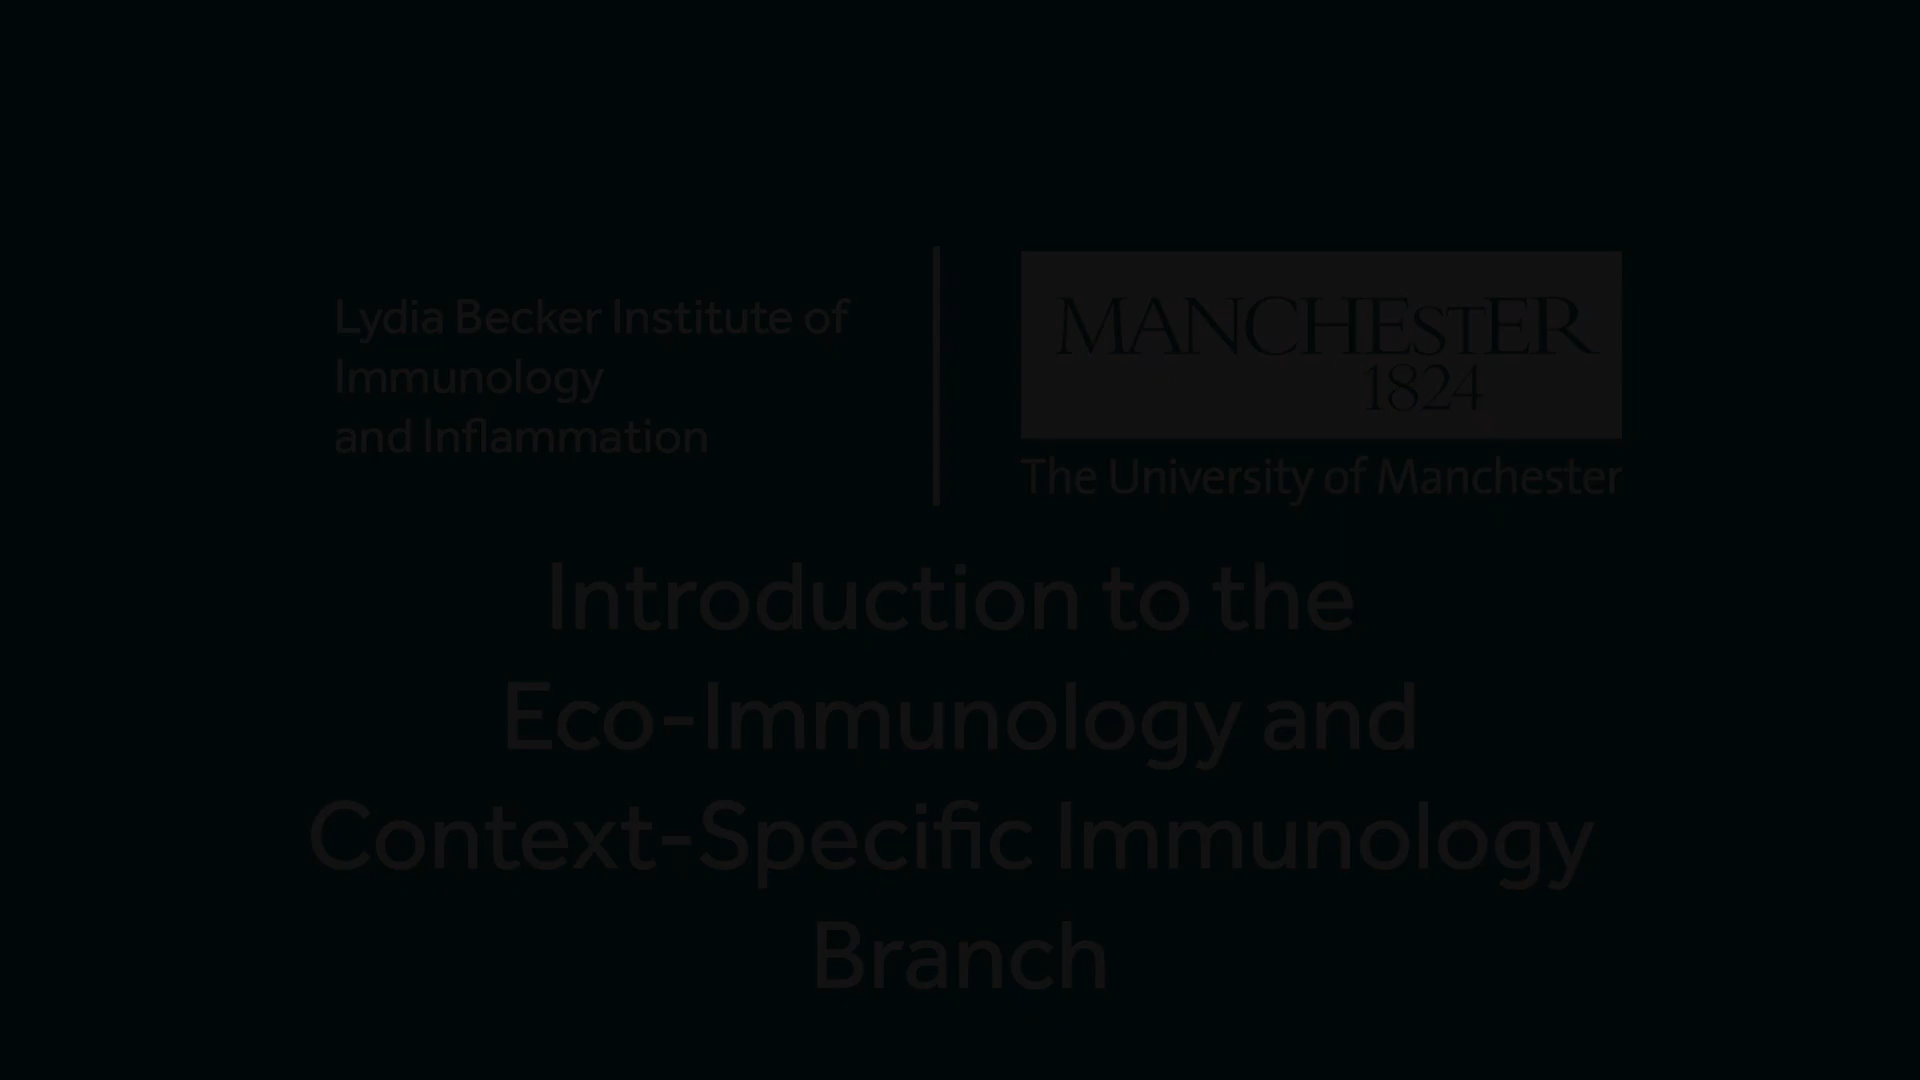 Lydia Becker Institute of
Immunology
and Inflammation
MANCHESTER
1824
The University of Manchester
Introduction to the
Eco-Immunology and
Context-Specific Immunology
Branch